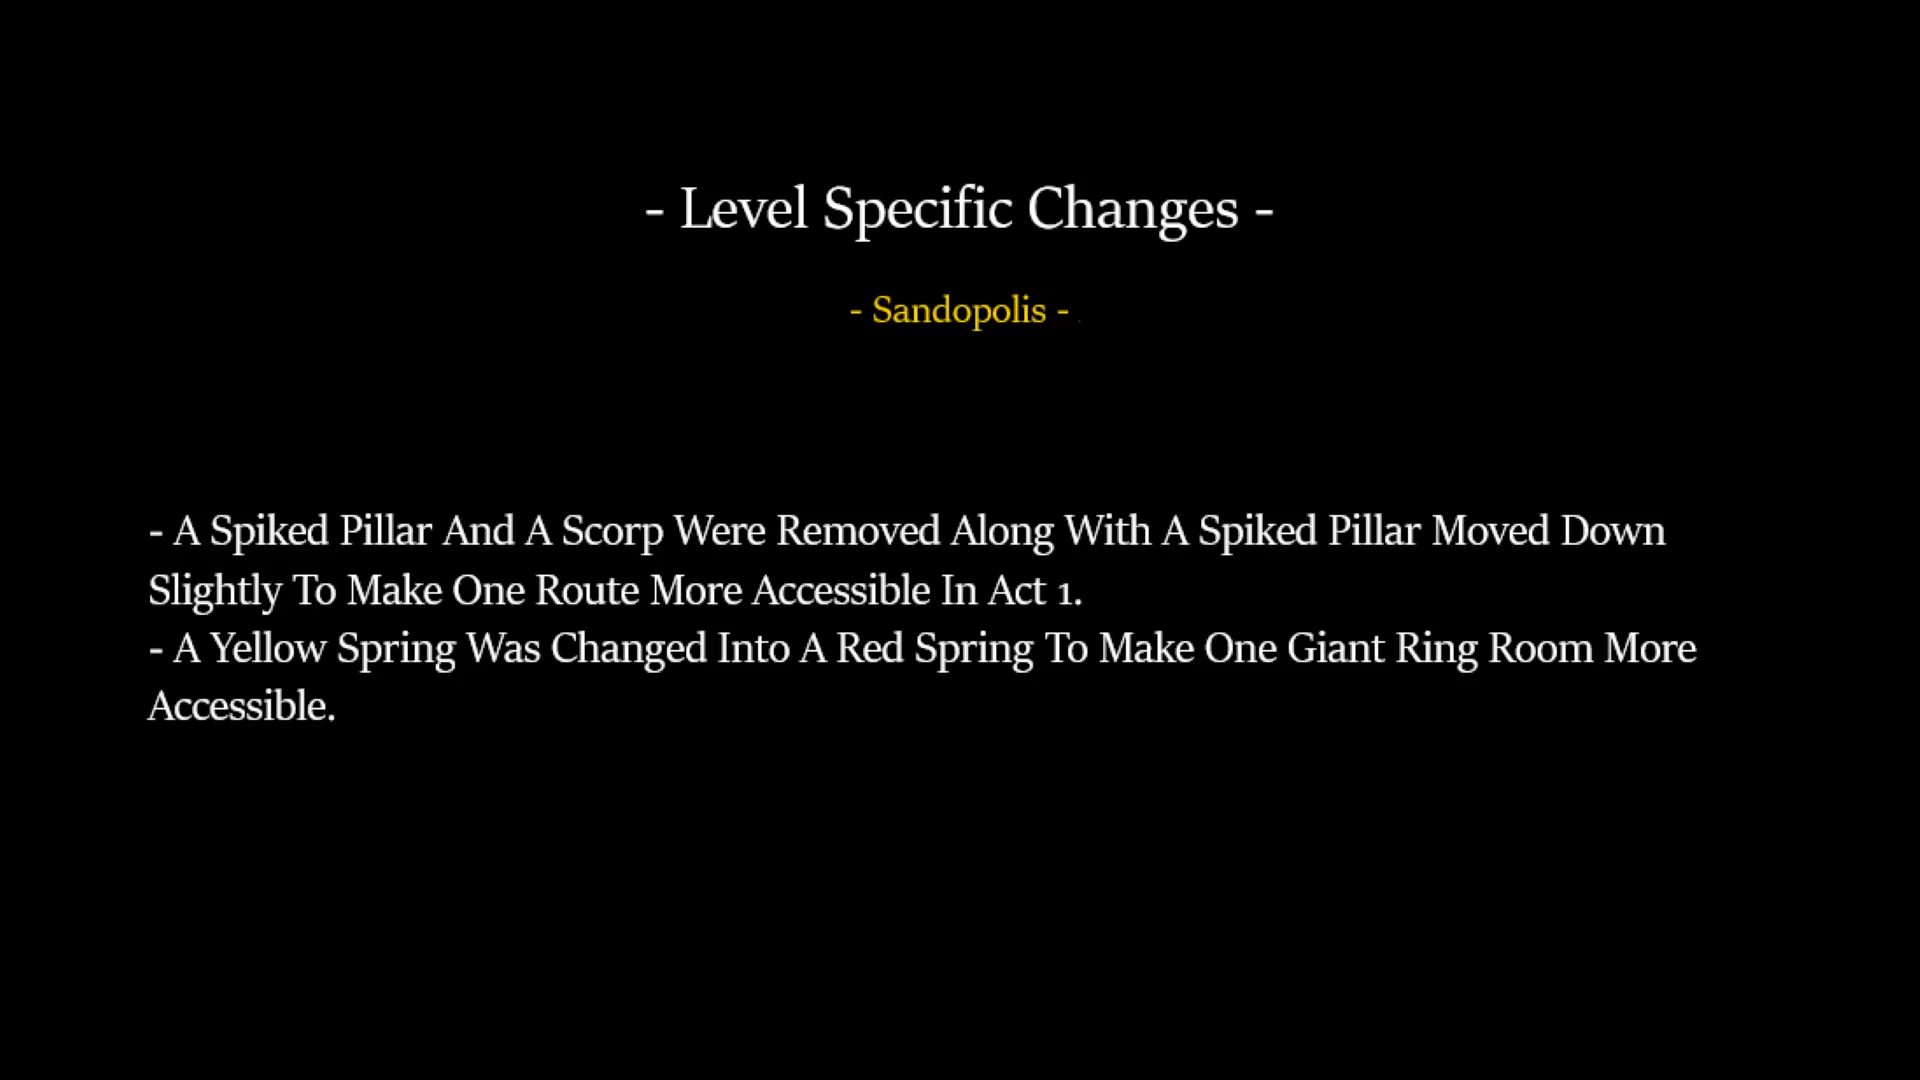 - Level Specific Changes -
- Sandopolis -
- A Spiked Pillar And A Scorp Were Removed Along With A Spiked Pillar Moved Down
Slightly To Make One Route More Accessible In Act 1.
- A Yellow Spring Was Changed Into A Red Spring To Make One Giant Ring Room More
Accessible.